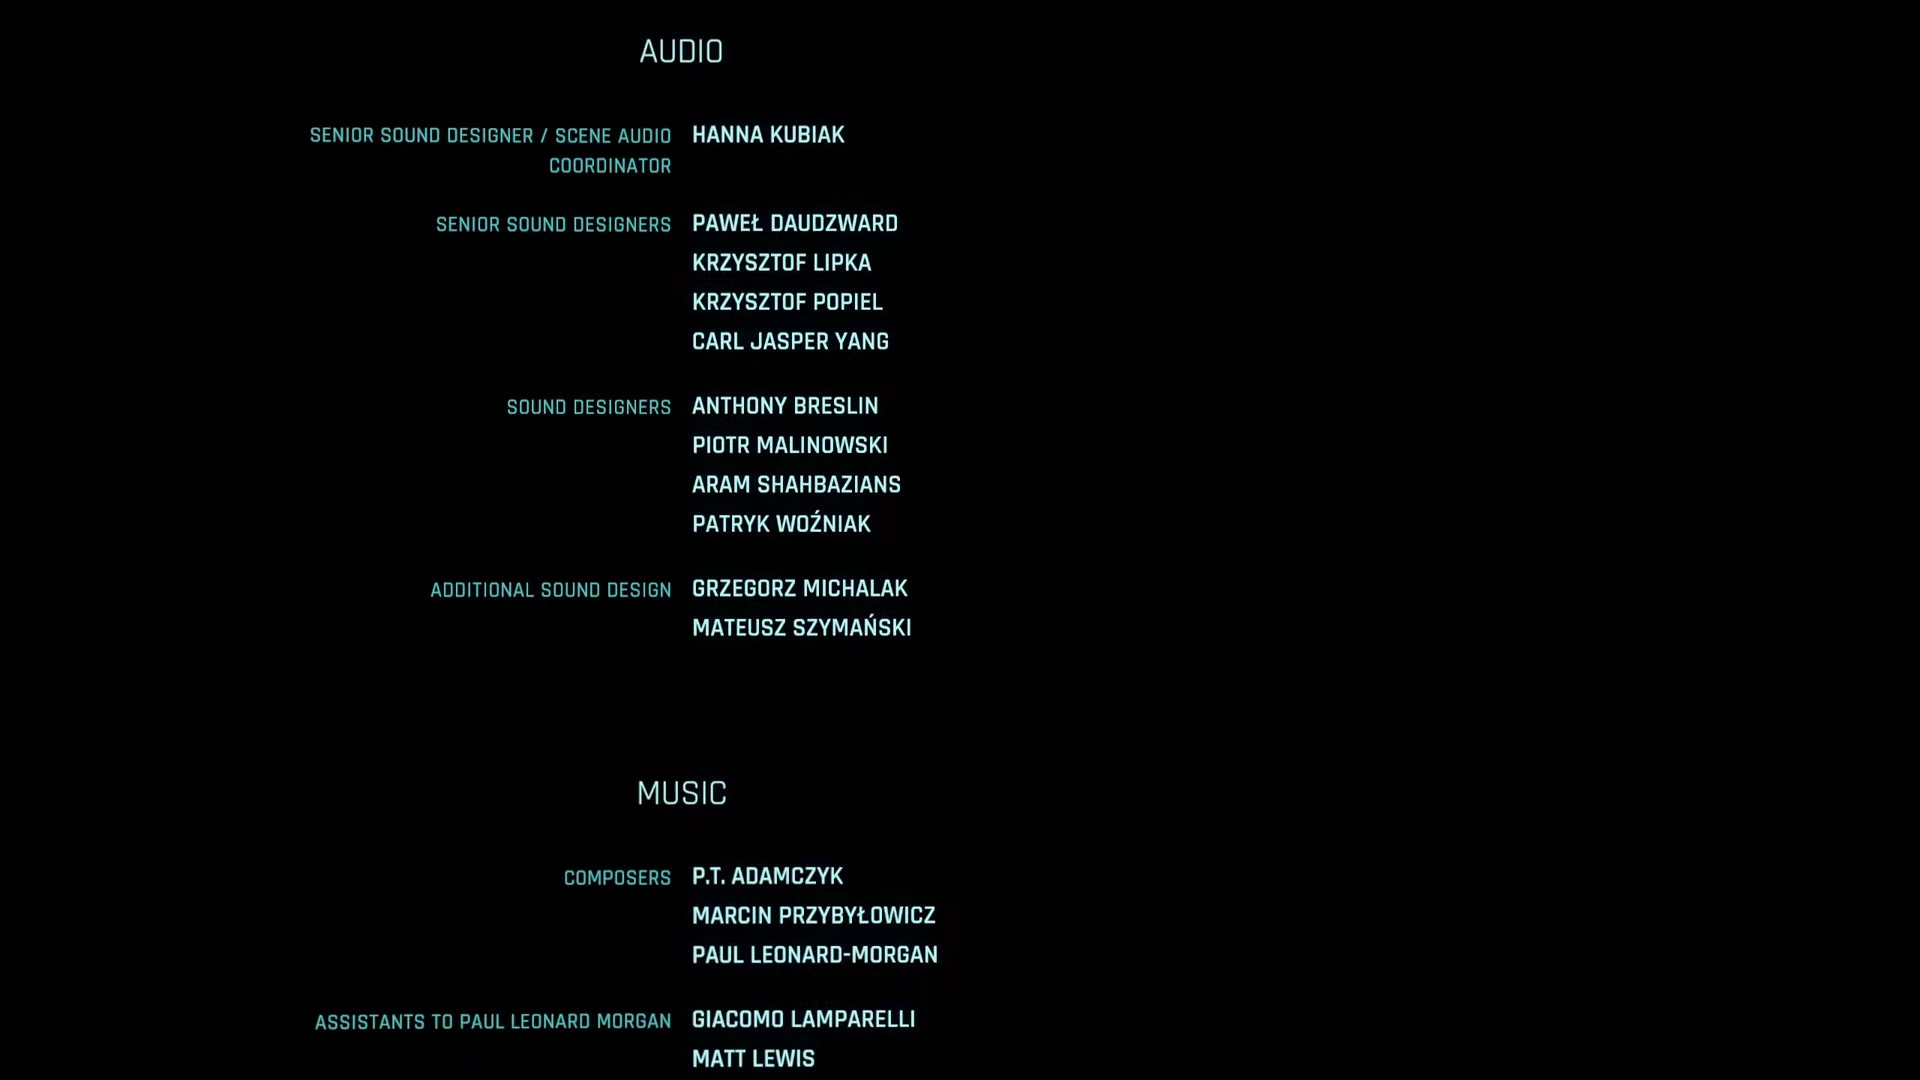 AUDIO
SENIOR SOUND DESIGNER / SCENE AUDIO HANNA KUBIAK
COORDINATOR
SENIOR SOUND DESIGNERS PAWEŁ DAUDZWARD
KRZYSZTOF LIPKA
KRZYSZTOF POPIEL
CARL JASPER YANG
SOUND DESIGNERS ANTHONY BRESLIN
PIOTR MALINOWSKI
ARAM SHAHBAZIANS
PATRYK WOŹNIAK
ADDITIONAL SOUND DESIGN GRZEGORZ MICHALAK
MATEUSZ SZYMAŃSKI
MUSIC
COMPOSERS P.T. ADAMCZYK
MARCIN PRZYBYŁOWICZ
PAUL LEONARD-MORGAN
ASSISTANTS TO PAUL LEONARD MORGAN GIACOMO LAMPARELLI
MATT LEWIS